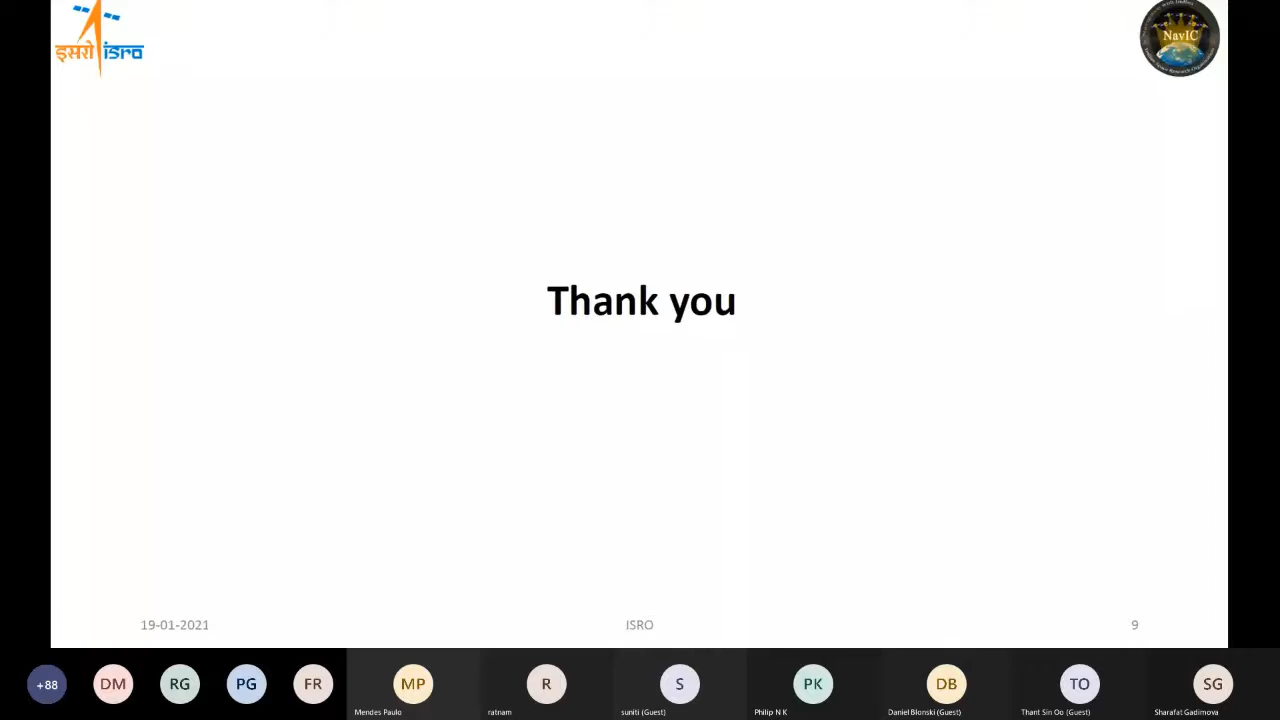 इसरो isro
NavIC
Thank you
19-01-2021 ISRO 9
+88 DM RG PG FR MP R S PK DB TO SG
Mendes Paulo ratnam suniti (Guest) Philip N K Daniel Blonski (Guest) Thant Sin Oo (Guest) Sharafat Gadimova